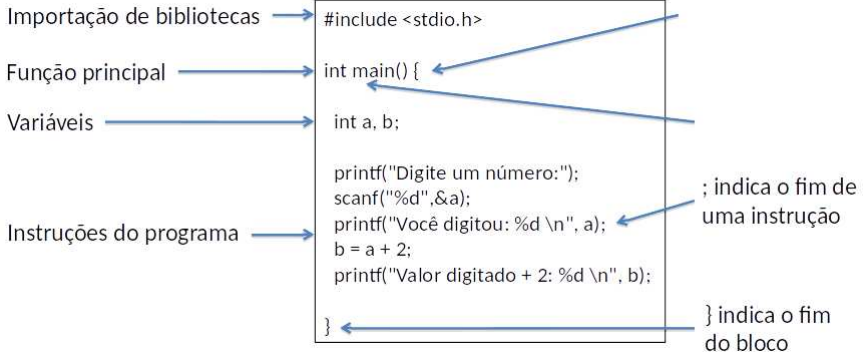 Importação de bibliotecas
Função principal
Variáveis
Instruções do programa
#include <stdio.h>
int main() {
int a, b;
printf("Digite um número:");
scanf("%d",&a);
printf("Você digitou: %d \n", a);
b = a + 2;
printf("Valor digitado + 2: %d \n", b);
}
; indica o fim de
uma instrução
} indica o fim
do bloco